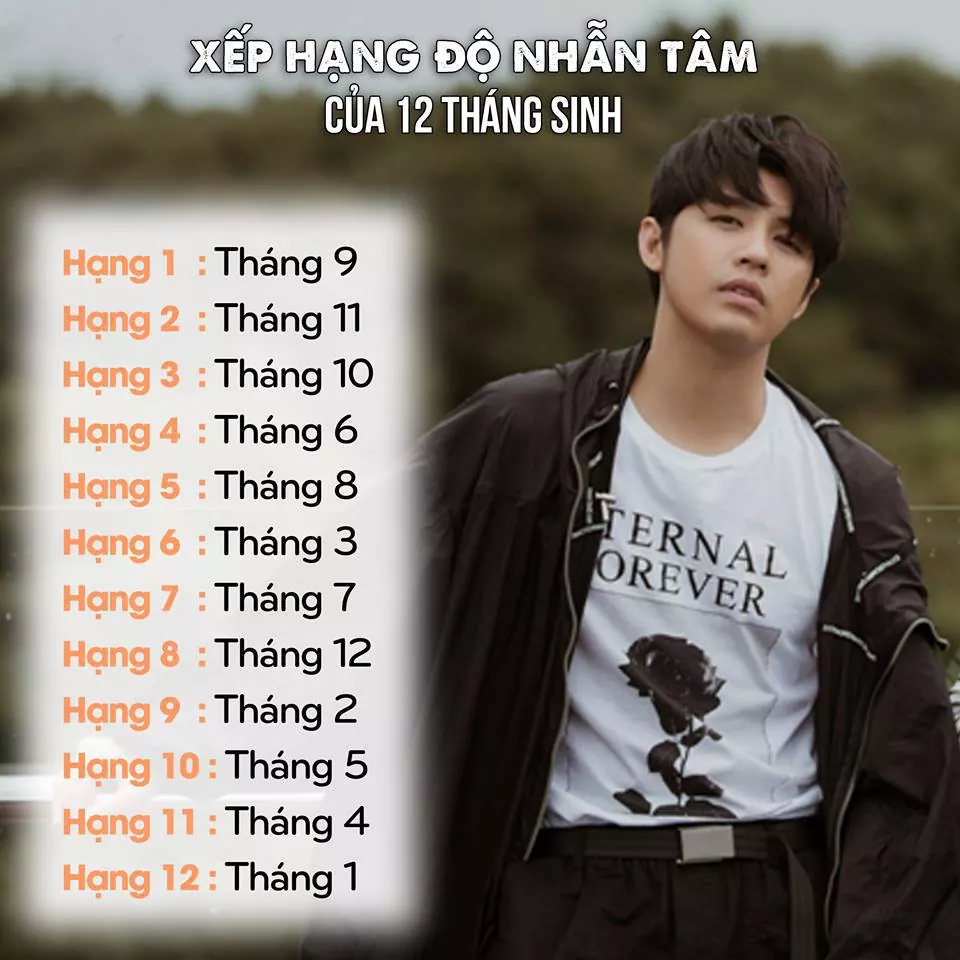 XẾP HẠNG ĐỘ NHẪN TÂM
CỦA 12 THÁNG SINH
Hạng 1 : Tháng 9
Hạng 2 : Tháng 11
Hạng 3 : Tháng 10
Hạng 4 : Tháng 6
Hạng 5 : Tháng 8
Hạng 6 : Tháng 3
Hạng 7 : Tháng 7
Hạng 8 : Tháng 12
Hạng 9 : Tháng 2
Hạng 10 : Tháng 5
Hạng 11 : Tháng 4
Hạng 12 : Tháng 1
TERNAL
OREVER